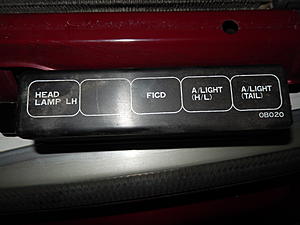 HEAD
LAMP LH
FICD
A/LIGHT
(H/L)
A/LIGHT
(TAIL)
0B020